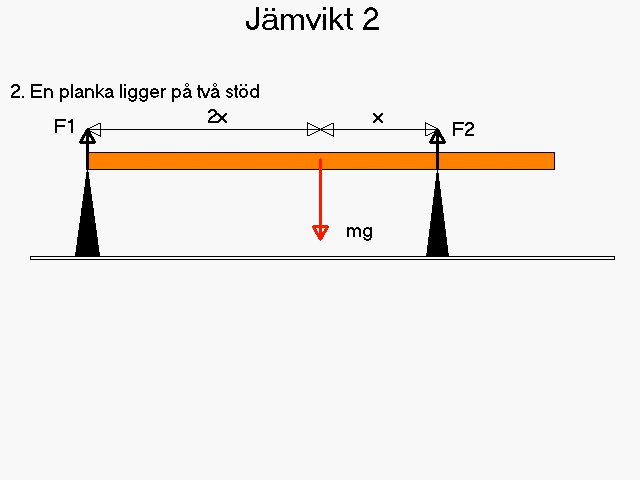 Jämvikt 2
2. En planka ligger på två stöd
F1
2x
x
F2
mg